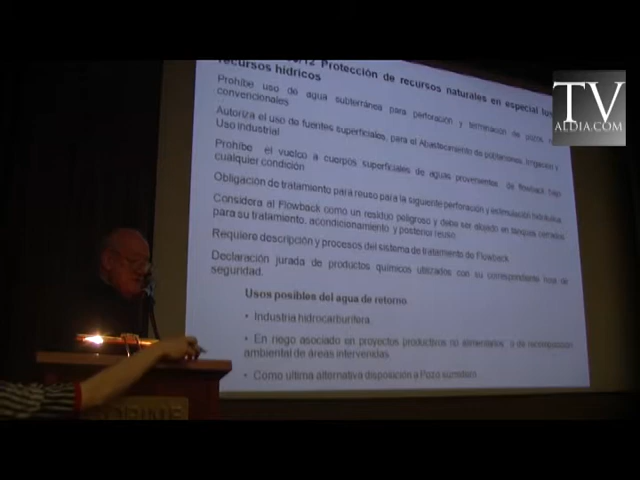 /12 Protección de recursos naturales en especial los
recursos hídricos
Prohíbe uso de agua subterránea para perforación y terminación de pozos
convencionales
Autoriza el uso de fuentes superficiales, para el Abastecimiento de poblaciones, irrigación y
Uso industrial
Prohíbe el vuelco a cuerpos superficiales de aguas provenientes de flowback bajo
cualquier condición
Obligación de tratamiento para reuso para la siguiente perforación y estimulación hidráulica
Considera al Flowback como un residuo peligroso y debe ser alojado en tanques cerrados
para su tratamiento, acondicionamiento y posterior reuso
Requiere descripción y procesos del sistema de tratamiento de Flowback
Declaración jurada de productos químicos utilizados con su correspondiente hoja de
seguridad.
Usos posibles del agua de retorno
• Industria hidrocarburífera.
• En riego asociado en proyectos productivos no alimentarios o de recomposición
ambiental de áreas intervenidas
• Como ultima alternativa disposición a Pozo sumidero.
TV
ALDIA.COM